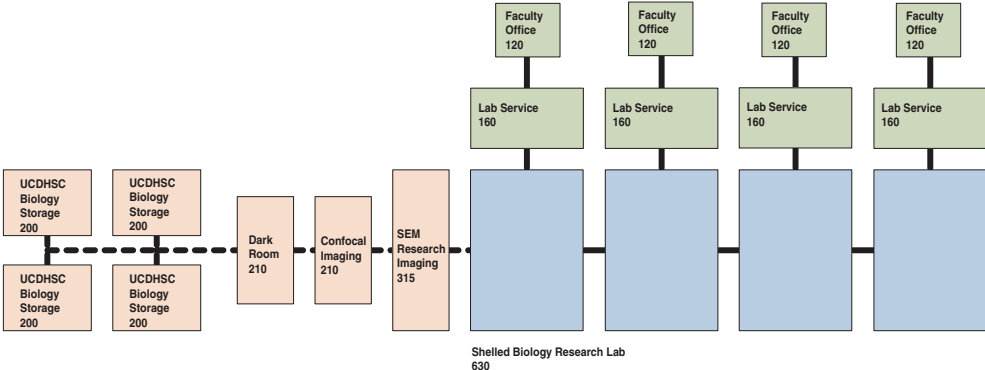 Faculty
Office
120
Faculty
Office
120
Faculty
Office
120
Faculty
Office
120
Lab Service
160
Lab Service
160
Lab Service
160
Lab Service
160
UCDHSC
Biology
Storage
200
UCDHSC
Biology
Storage
200
Dark
Room
210
Confocal
Imaging
210
SEM
Research
Imaging
315
UCDHSC
Biology
Storage
200
UCDHSC
Biology
Storage
200
Shelled Biology Research Lab
630